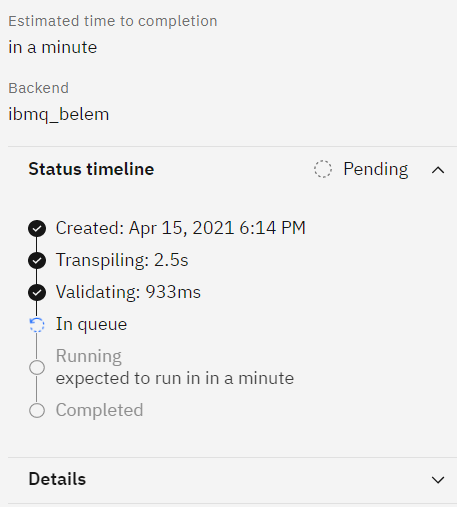 Estimated time to completion
in a minute
Backend
ibmq_belem
Status timeline
Pending
Created: Apr 15, 2021 6:14 PM
Transpiling: 2.5s
Validating: 933ms
In queue
Running
expected to run in in a minute
Completed
Details